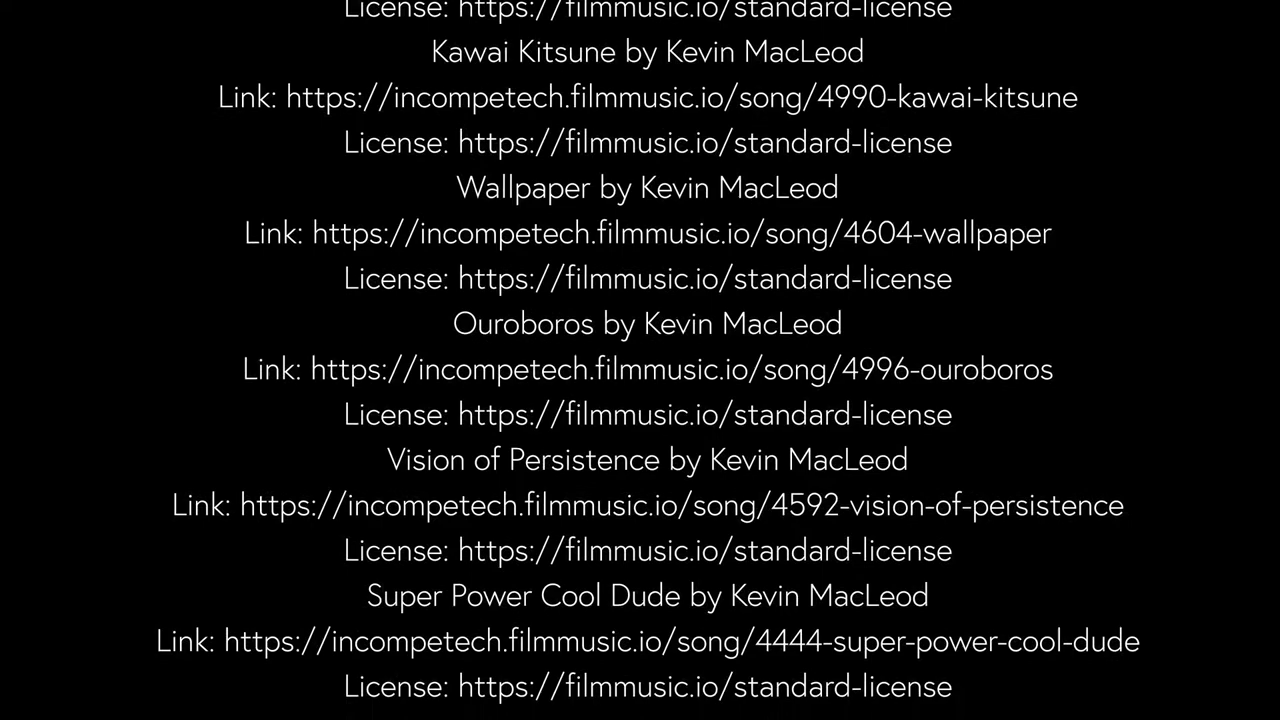 License: https://filmmusic.io/standard-license
Kawai Kitsune by Kevin MacLeod
Link: https://incompetech.filmmusic.io/song/4990-kawai-kitsune
License: https://filmmusic.io/standard-license
Wallpaper by Kevin MacLeod
Link: https://incompetech.filmmusic.io/song/4604-wallpaper
License: https://filmmusic.io/standard-license
Ouroboros by Kevin MacLeod
Link: https://incompetech.filmmusic.io/song/4996-ouroboros
License: https://filmmusic.io/standard-license
Vision of Persistence by Kevin MacLeod
Link: https://incompetech.filmmusic.io/song/4592-vision-of-persistence
License: https://filmmusic.io/standard-license
Super Power Cool Dude by Kevin MacLeod
Link: https://incompetech.filmmusic.io/song/4444-super-power-cool-dude
License: https://filmmusic.io/standard-license